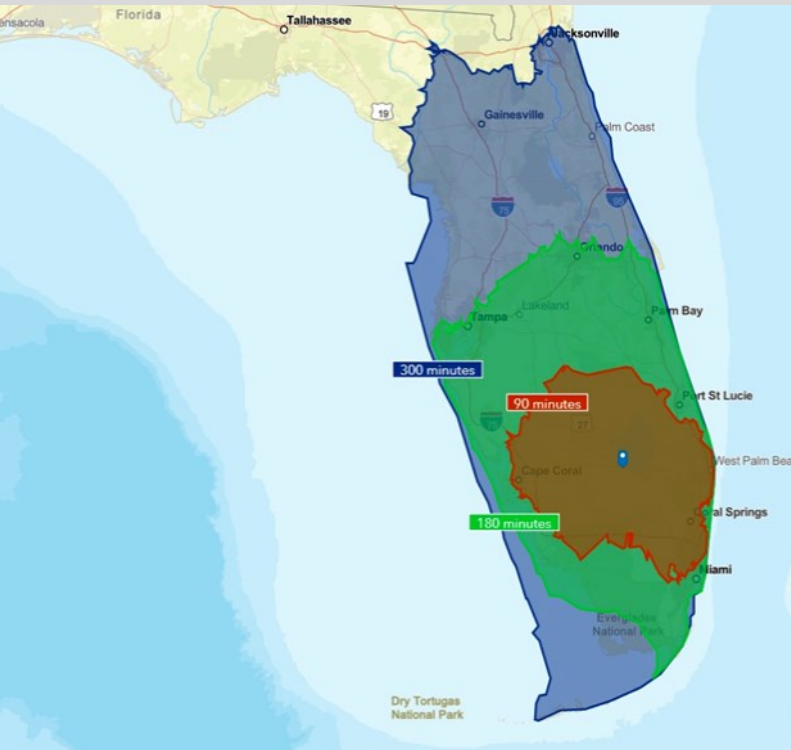 Florida
ensacola
Tallahassee
Jacksonville
19
Gainesville
Palm Coast
75
95
Orlando
Lakeland
Tampa
Palm Bay
300 minutes
90 minutes
Port St Lucie
75
27
West Palm Bea
Cape Coral
Coral Springs
180 minutes
Miami
Everglades
National Park
Dry Tortugas
National Park